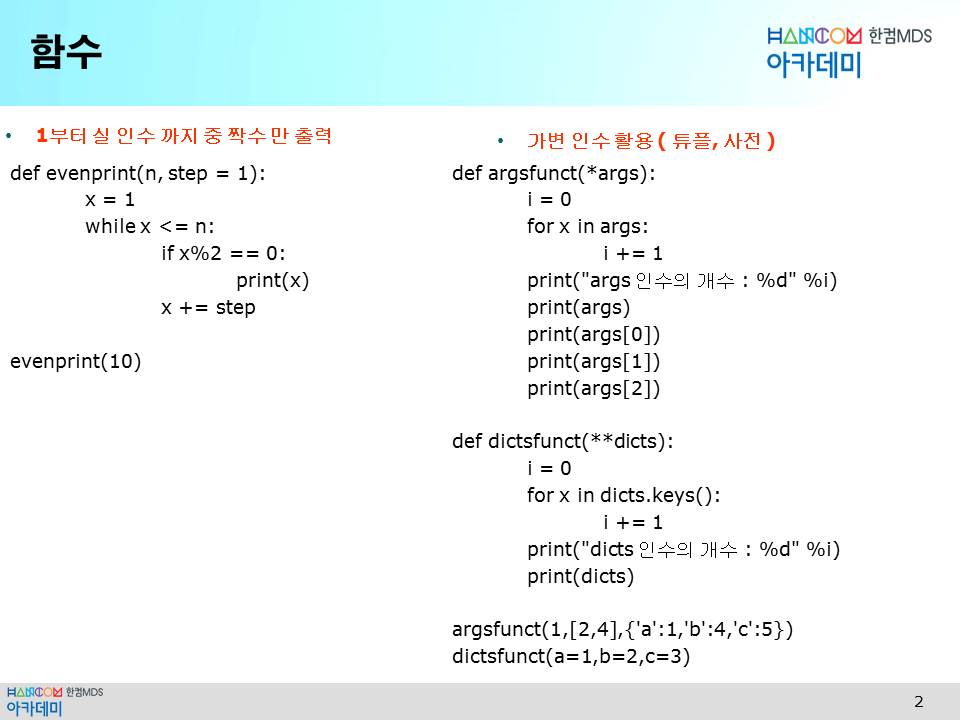 함수
HANCOM 한컴MDS
아카데미
• 1부터 실 인수 까지 중 짝수 만 출력
def evenprint(n, step = 1):
x = 1
while x <= n:
if x%2 == 0:
print(x)
x += step
evenprint(10)
• 가변 인수 활용 ( 튜플, 사전 )
def argsfunct(*args):
i = 0
for x in args:
i += 1
print("args 인수의 개수 : %d" %i)
print(args)
print(args[0])
print(args[1])
print(args[2])
def dictsfunct(**dicts):
i = 0
for x in dicts.keys():
i += 1
print("dicts 인수의 개수 : %d" %i)
print(dicts)
argsfunct(1,[2,4],{'a':1,'b':4,'c':5})
dictsfunct(a=1,b=2,c=3)
HANCOM 한컴MDS
아카데미
2